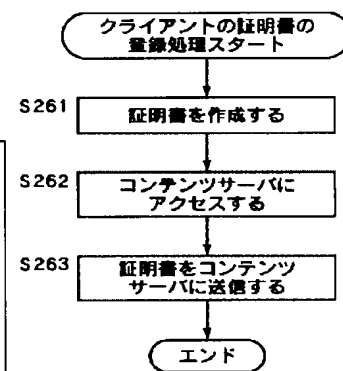 クライアントの証明書の
登録処理スタート
S261
証明書を作成する
S262
コンテンツサーバに
アクセスする
S263
証明書をコンテンツ
サーバに送信する
エンド